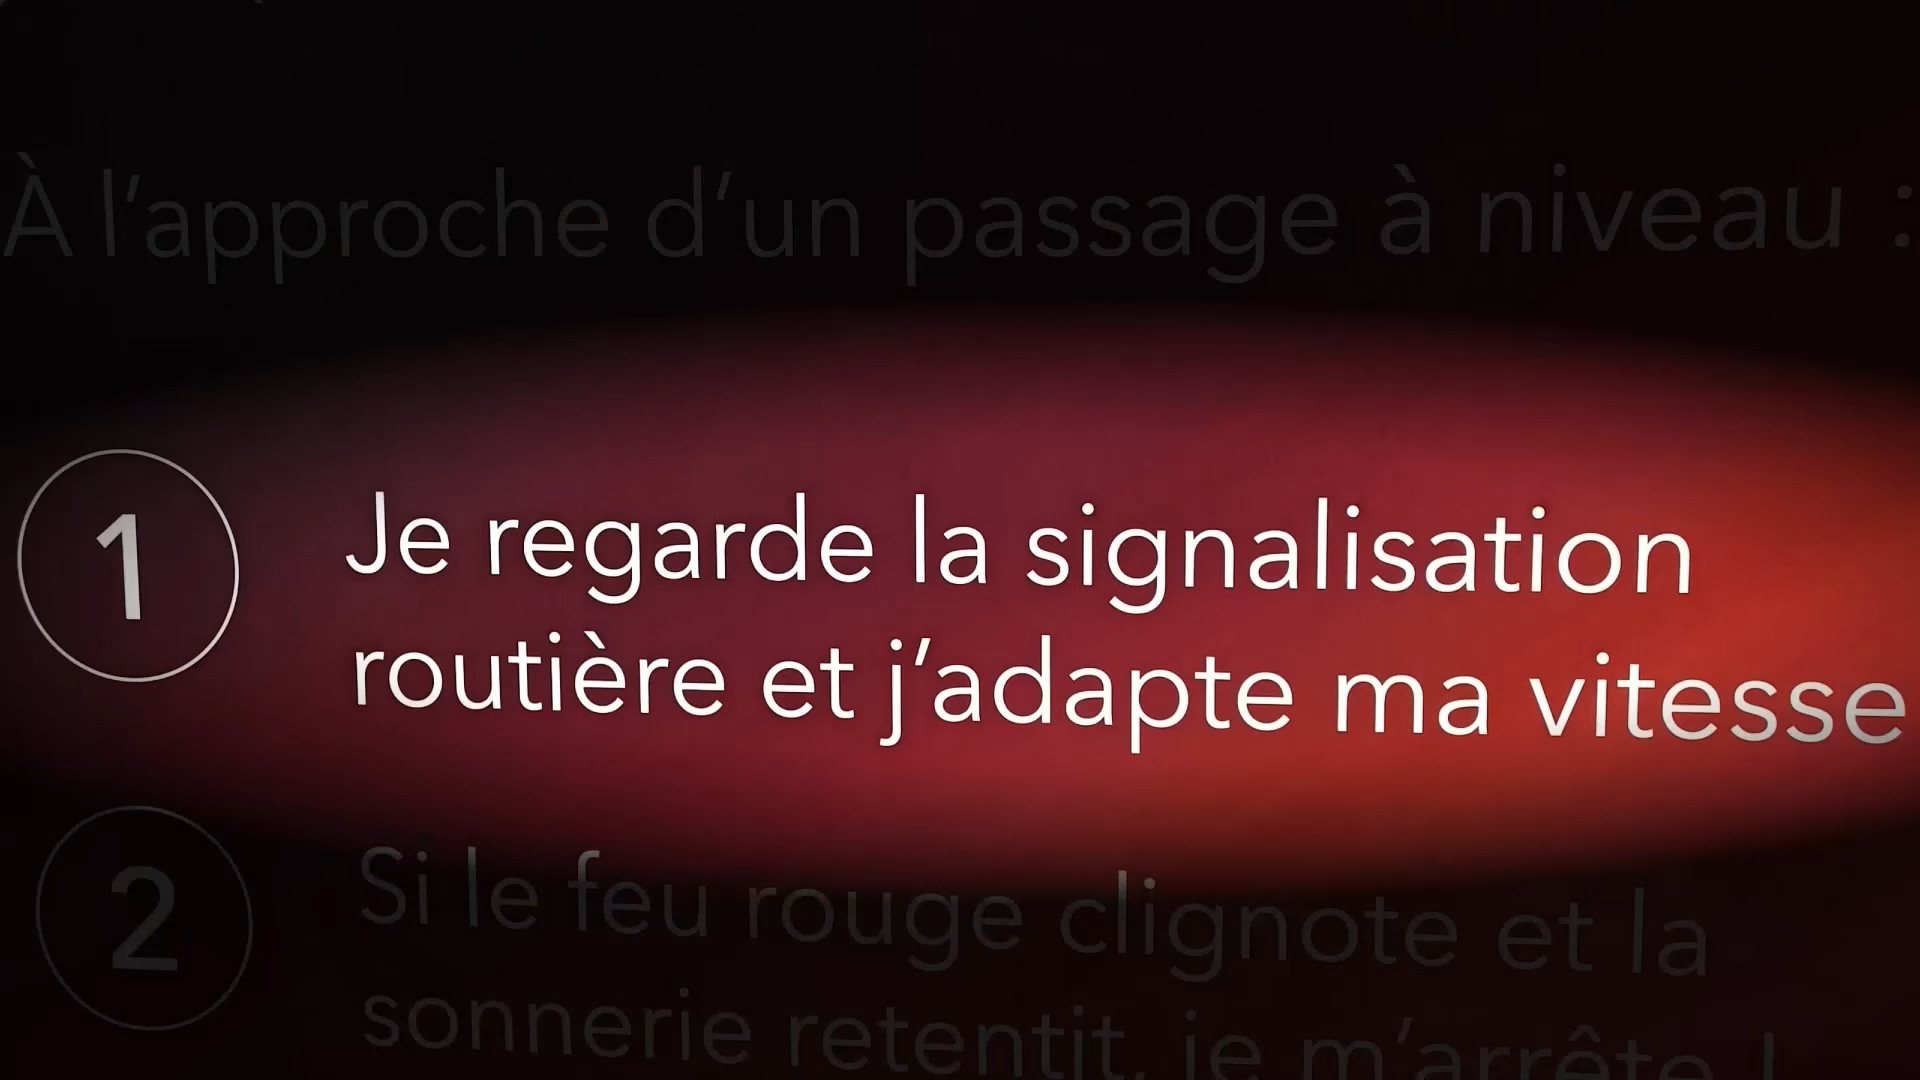 À l'approche d'un passage à niveau :
1
Je regarde la signalisation
routière et j'adapte ma vitesse
2
Si le feu rouge clignote et la
sonnerie retentit, je m'arrête !